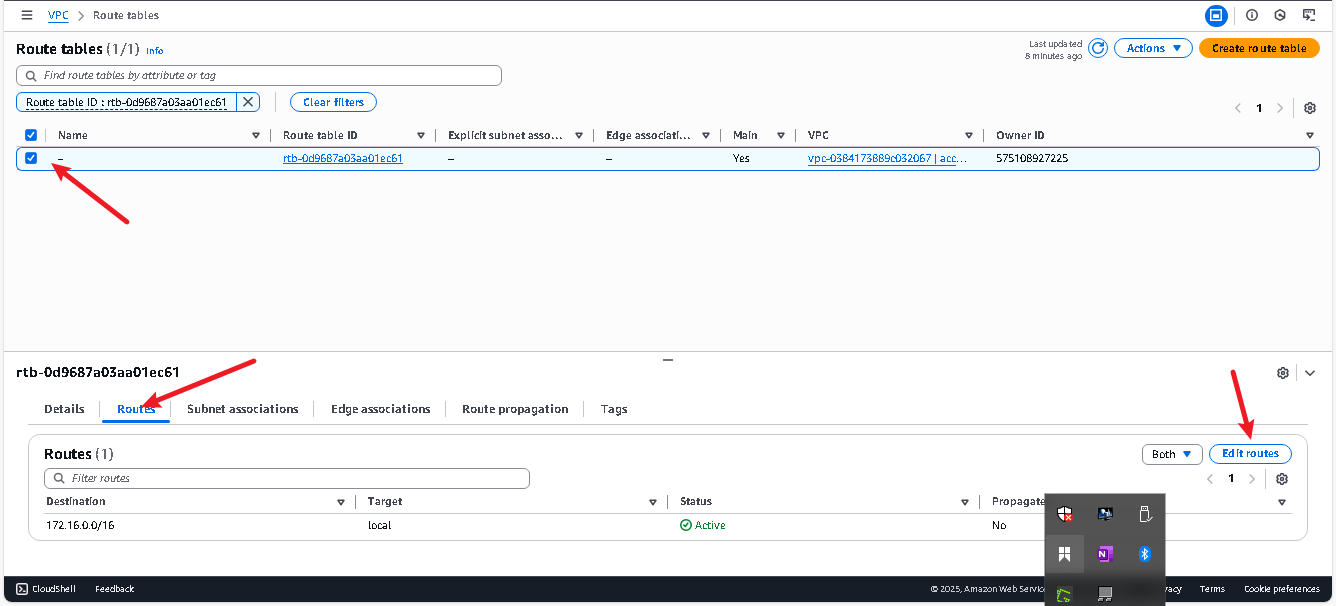 VPC > Route tables
Route tables (1/1) Info
Last updated
8 minutes ago
Actions
Create route table
Find route tables by attribute or tag
Route table ID : rtb-0d9687a03aa01ec61
Clear filters
1
Name Route table ID Explicit subnet asso... Edge associati... Main VPC Owner ID
– rtb-0d9687a03aa01ec61 – – Yes vpc-0384173889c032067 | acc... 575108927225
rtb-0d9687a03aa01ec61
Details Routes Subnet associations Edge associations Route propagation Tags
Routes (1)
Both
Edit routes
Filter routes
1
Destination Target Status Propagate
172.16.0.0/16 local Active No
CloudShell Feedback © 2025, Amazon Web Service Terms Cookie preferences